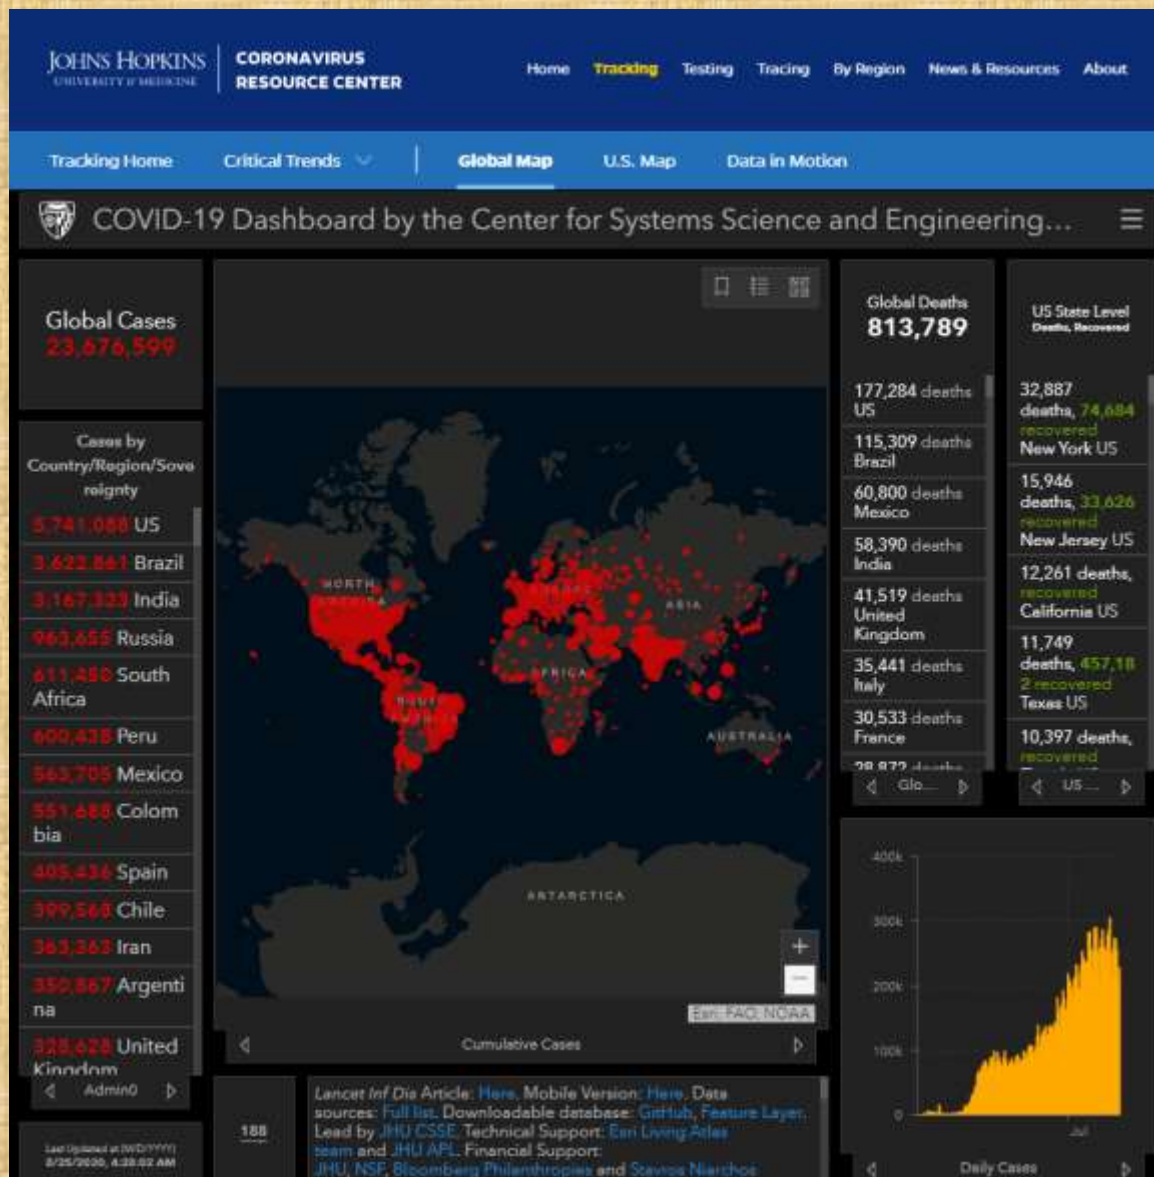 JOHNS HOPKINS
UNIVERSITY & MEDICINE
CORONAVIRUS
RESOURCE CENTER
Home Tracking Testing Tracing By Region News & Resources About
Tracking Home Critical Trends Global Map U.S. Map Data in Motion
COVID-19 Dashboard by the Center for Systems Science and Engineering...
Global Cases
23,676,599
Cases by
Country/Region/Sove
reignty
5,741,088 US
3,622,861 Brazil
3,167,323 India
963,655 Russia
611,450 South
Africa
600,438 Peru
563,705 Mexico
551,688 Colom
bia
405,436 Spain
399,568 Chile
363,363 Iran
350,867 Argenti
na
328,628 United
Kingdom
Admin0
Last Updated at (M/D/YYYY)
8/25/2020, 4:28:02 AM
NORTH
AMERICA
SOUTH
AMERICA
EUROPE
ASIA
AFRICA
AUSTRALIA
ANTARCTICA
+
−
Esri, FAO, NOAA
Cumulative Cases
188
Lancet Inf Dis Article: Here. Mobile Version: Here. Data
sources: Full list. Downloadable database: GitHub, Feature Layer.
Lead by JHU CSSE. Technical Support: Esri Living Atlas
team and JHU APL. Financial Support:
JHU, NSF, Bloomberg Philanthropies and Stavros Niarchos
Global Deaths
813,789
177,284 deaths
US
115,309 deaths
Brazil
60,800 deaths
Mexico
58,390 deaths
India
41,519 deaths
United
Kingdom
35,441 deaths
Italy
30,533 deaths
France
28,872 deaths
Glo...
US State Level
Deaths, Recovered
32,887
deaths, 74,684
recovered
New York US
15,946
deaths, 33,626
recovered
New Jersey US
12,261 deaths,
recovered
California US
11,749
deaths, 457,18
2 recovered
Texas US
10,397 deaths,
recovered
US ...
400k
300k
200k
100k
0
Jul
Daily Cases